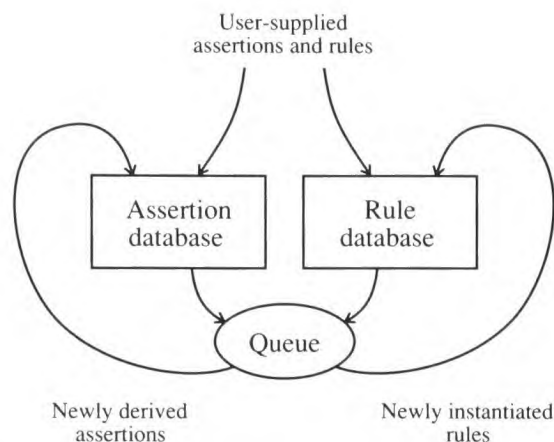 User-supplied
assertions and rules
Assertion
database
Rule
database
Queue
Newly derived
assertions
Newly instantiated
rules